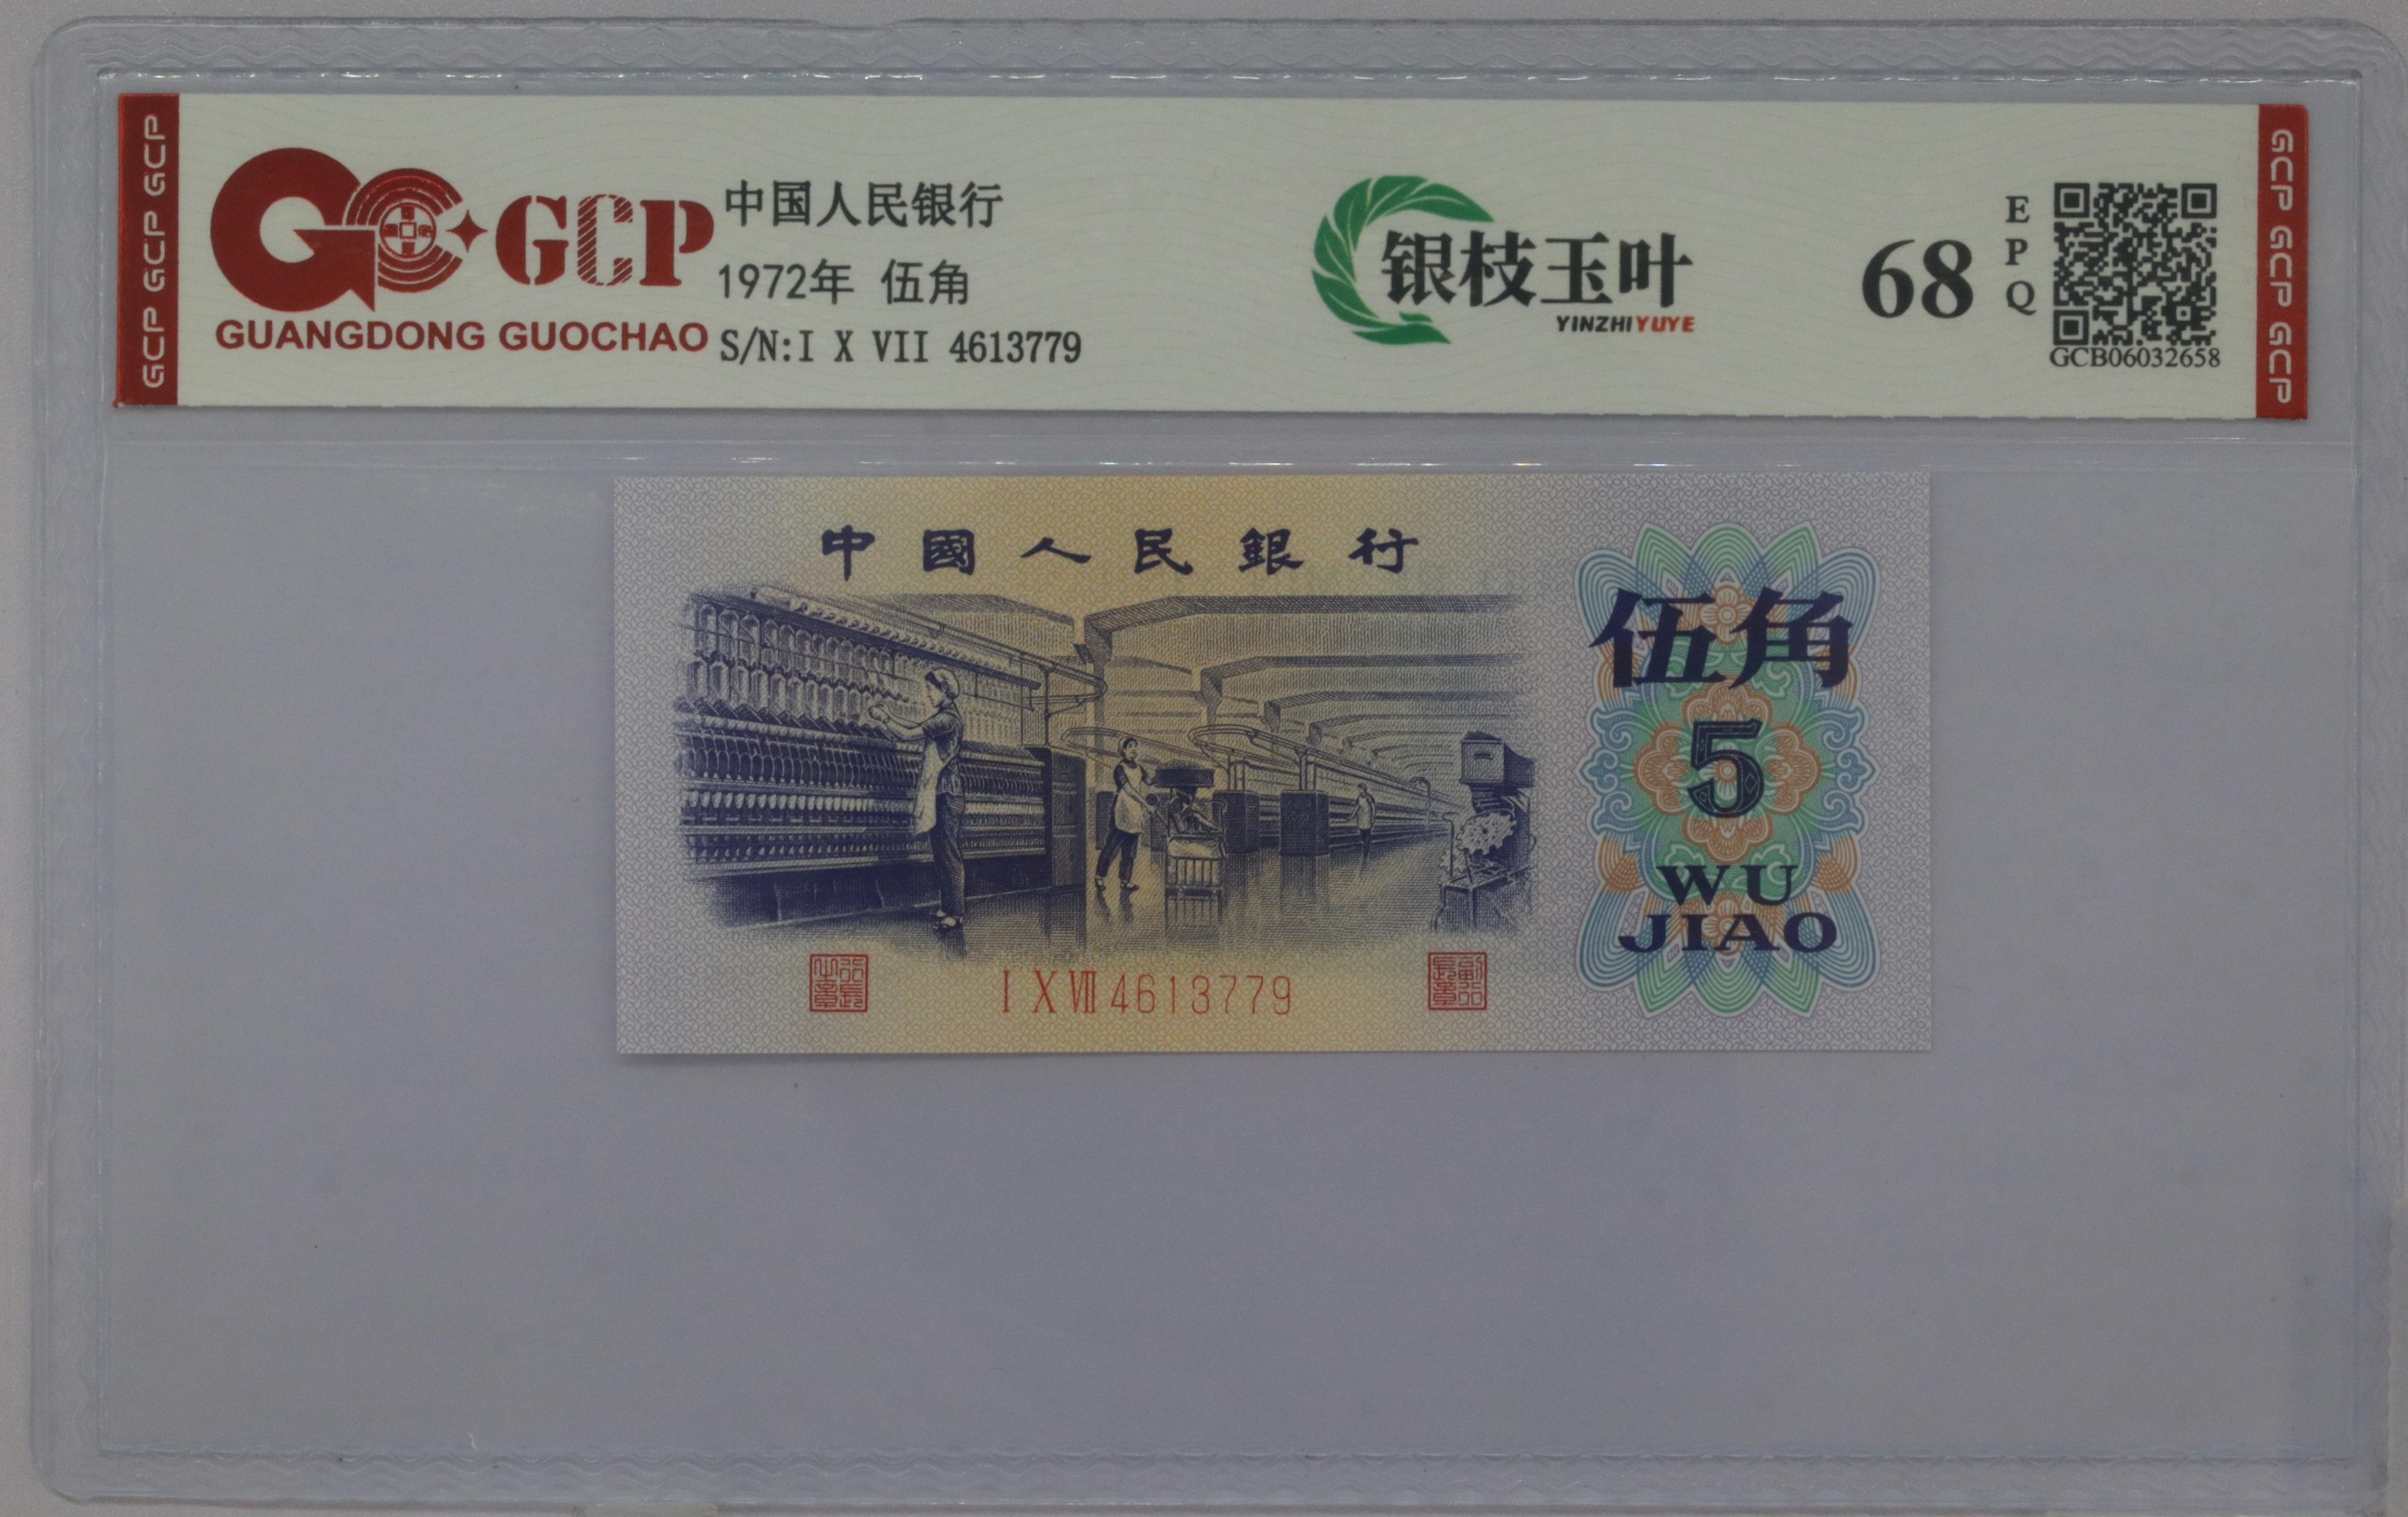 GCP GCP GCP
GCP
GUANGDONG GUOCHAO
中国人民银行
1972年 伍角
S/N:I X VII 4613779
银枝玉叶
YINZHIYUYE
68
EPQ
GCB06032658
GCP GCP GCP
中國人民銀行
伍角
5
WU
JIAO
I X VII 4613779